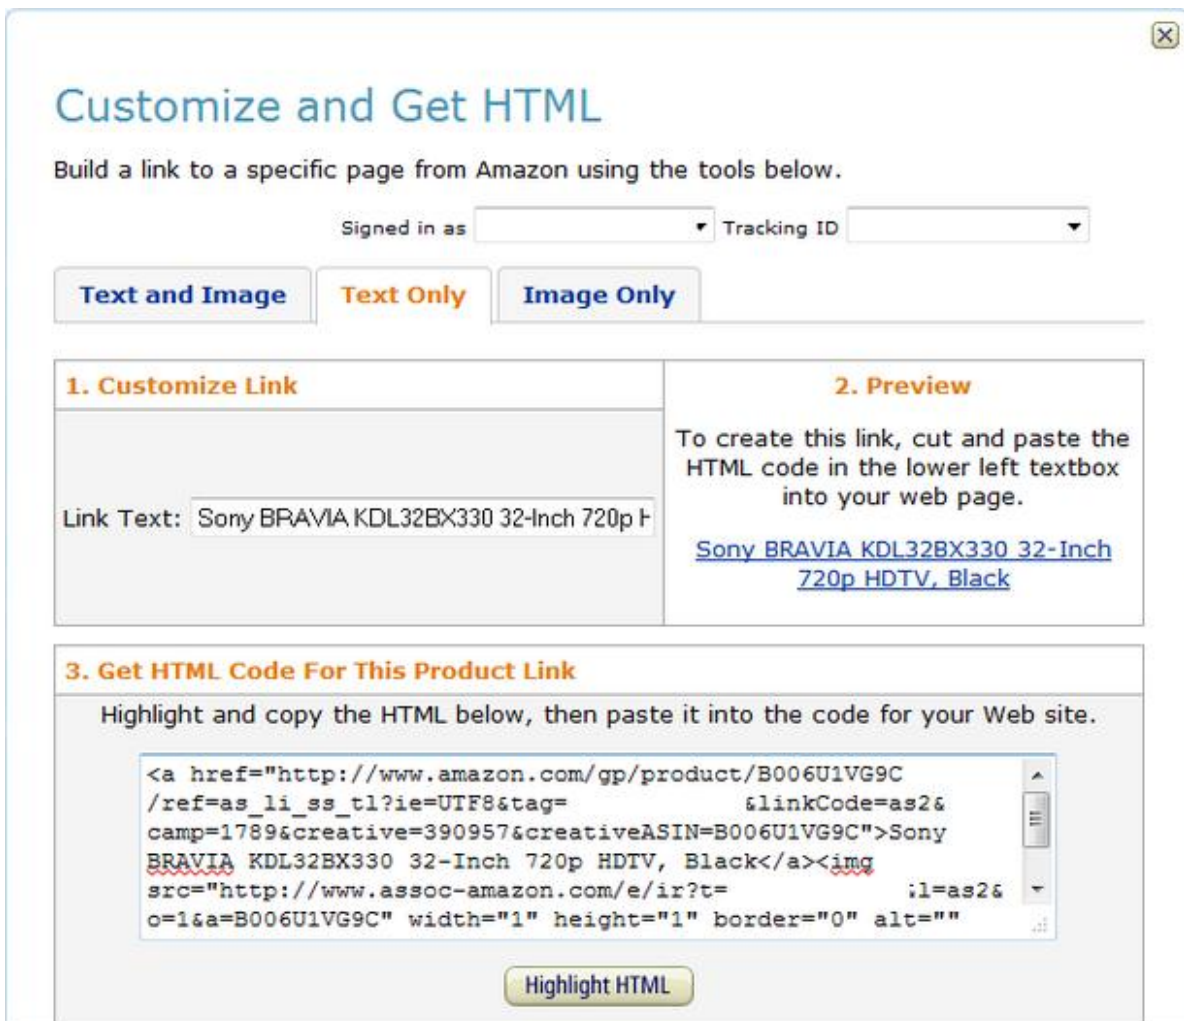 Customize and Get HTML
Build a link to a specific page from Amazon using the tools below.
Signed in as Tracking ID
Text and Image Text Only Image Only
1. Customize Link
Link Text: Sony BRAVIA KDL32BX330 32-Inch 720p H
2. Preview
To create this link, cut and paste the
HTML code in the lower left textbox
into your web page.
Sony BRAVIA KDL32BX330 32-Inch
720p HDTV, Black
3. Get HTML Code For This Product Link
Highlight and copy the HTML below, then paste it into the code for your Web site.
<a href="http://www.amazon.com/gp/product/B006U1VG9C
/ref=as_li_ss_tl?ie=UTF8&tag= &linkCode=as2&
camp=1789&creative=390957&creativeASIN=B006U1VG9C">Sony
BRAVIA KDL32BX330 32-Inch 720p HDTV, Black</a><img
src="http://www.assoc-amazon.com/e/ir?t= l=as2&
o=1&a=B006U1VG9C" width="1" height="1" border="0" alt=""
Highlight HTML